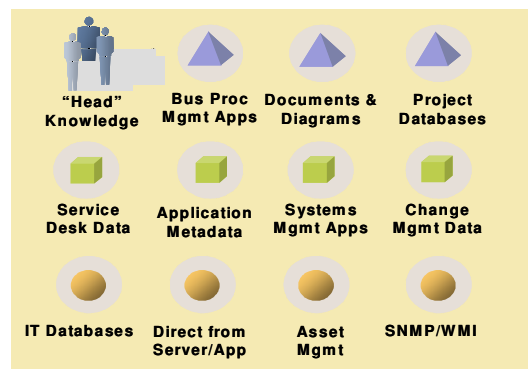 “Head”
Knowledge
Bus Proc
Mgmt Apps
Documents &
Diagrams
Project
Databases
Service
Desk Data
Application
Metadata
Systems
Mgmt Apps
Change
Mgmt Data
IT Databases
Direct from
Server/App
Asset
Mgmt
SNMP/WMI